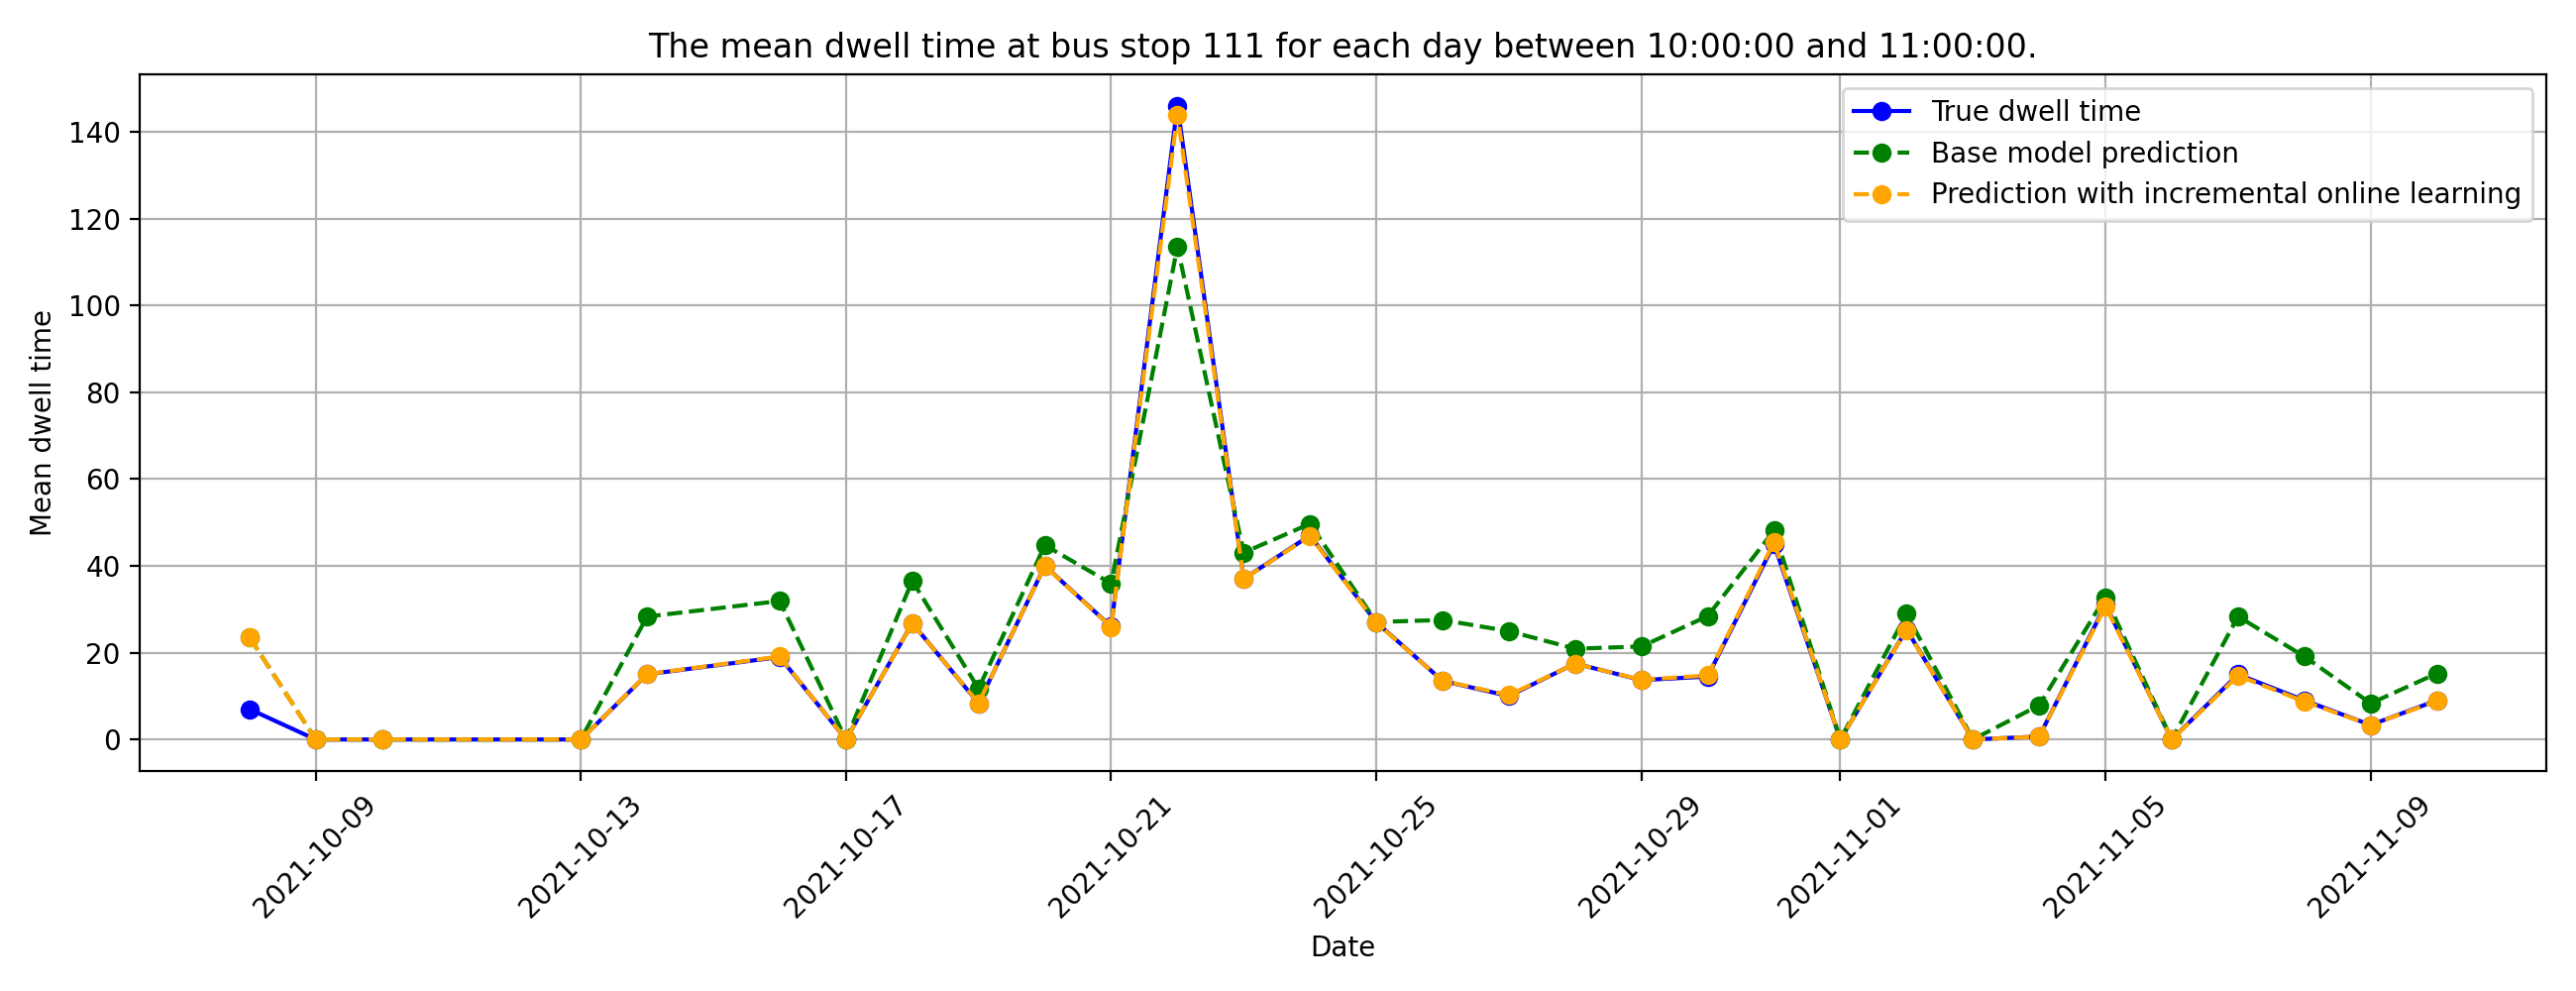 The mean dwell time at bus stop 111 for each day between 10:00:00 and 11:00:00.
True dwell time
Base model prediction
Prediction with incremental online learning
Mean dwell time
140
120
100
80
60
40
20
0
2021-10-09
2021-10-13
2021-10-17
2021-10-21
2021-10-25
2021-10-29
2021-11-01
2021-11-05
2021-11-09
Date